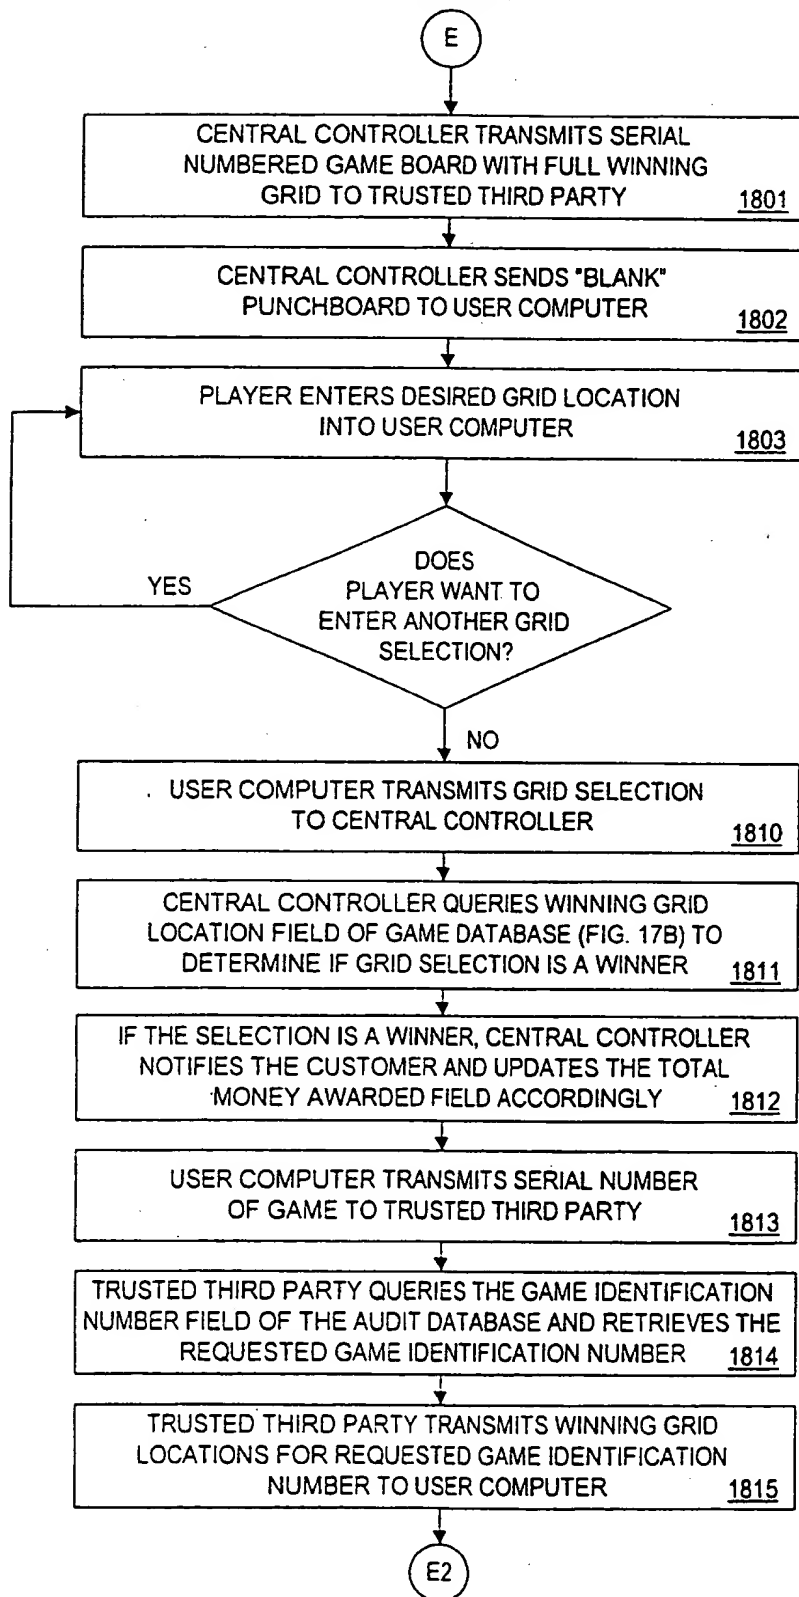 E
CENTRAL CONTROLLER TRANSMITS SERIAL
NUMBERED GAME BOARD WITH FULL WINNING
GRID TO TRUSTED THIRD PARTY
1801
CENTRAL CONTROLLER SENDS "BLANK"
PUNCHBOARD TO USER COMPUTER
1802
PLAYER ENTERS DESIRED GRID LOCATION
INTO USER COMPUTER
1803
DOES
PLAYER WANT TO
ENTER ANOTHER GRID
SELECTION?
YES
NO
USER COMPUTER TRANSMITS GRID SELECTION
TO CENTRAL CONTROLLER
1810
CENTRAL CONTROLLER QUERIES WINNING GRID
LOCATION FIELD OF GAME DATABASE (FIG. 17B) TO
DETERMINE IF GRID SELECTION IS A WINNER
1811
IF THE SELECTION IS A WINNER, CENTRAL CONTROLLER
NOTIFIES THE CUSTOMER AND UPDATES THE TOTAL
MONEY AWARDED FIELD ACCORDINGLY
1812
USER COMPUTER TRANSMITS SERIAL NUMBER
OF GAME TO TRUSTED THIRD PARTY
1813
TRUSTED THIRD PARTY QUERIES THE GAME IDENTIFICATION
NUMBER FIELD OF THE AUDIT DATABASE AND RETRIEVES THE
REQUESTED GAME IDENTIFICATION NUMBER
1814
TRUSTED THIRD PARTY TRANSMITS WINNING GRID
LOCATIONS FOR REQUESTED GAME IDENTIFICATION
NUMBER TO USER COMPUTER
1815
E2